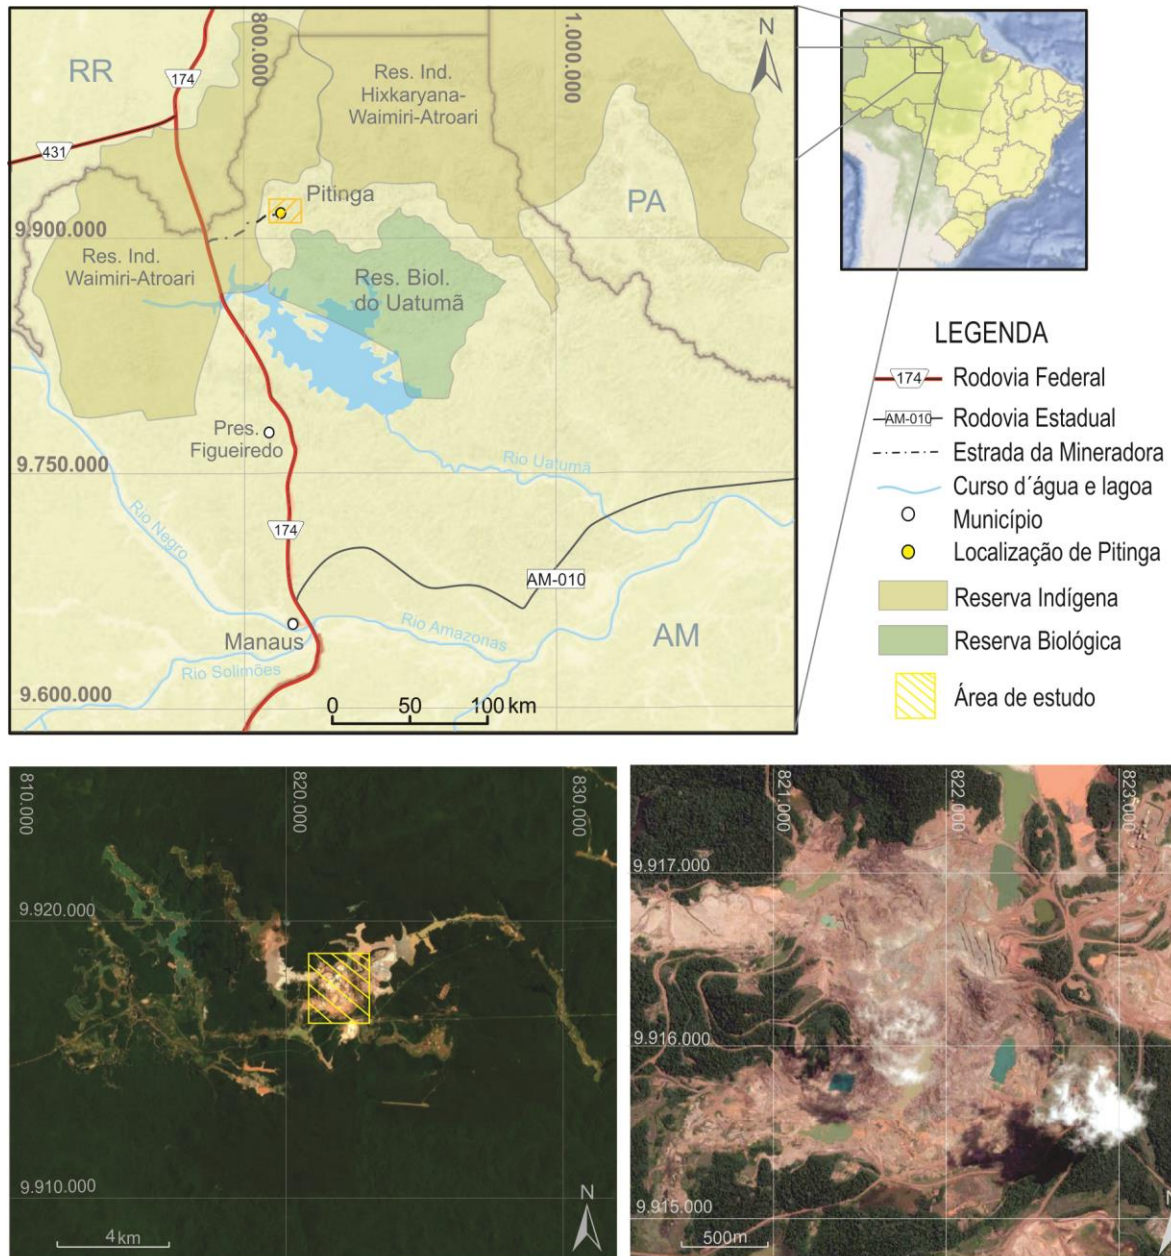 RR
174
431
800.000
1.000.000
N
Res. Ind.
Hixkaryana-
Waimiri-Atroari
Pitinga
PA
9.900.000
Res. Ind.
Waimiri-Atroari
Res. Biol.
do Uatumã
Pres.
Figueiredo
9.750.000
Rio Uatumã
Rio Negro
174
AM-010
Manaus
Rio Amazonas
AM
Rio Solimões
9.600.000
0 50 100 km
LEGENDA
174 Rodovia Federal
AM-010 Rodovia Estadual
Estrada da Mineradora
Curso d´água e lagoa
Município
Localização de Pitinga
Reserva Indígena
Reserva Biológica
Área de estudo
810.000
820.000
830.000
9.920.000
9.910.000
4 km
N
821.000
822.000
823.000
9.917.000
9.916.000
9.915.000
500m